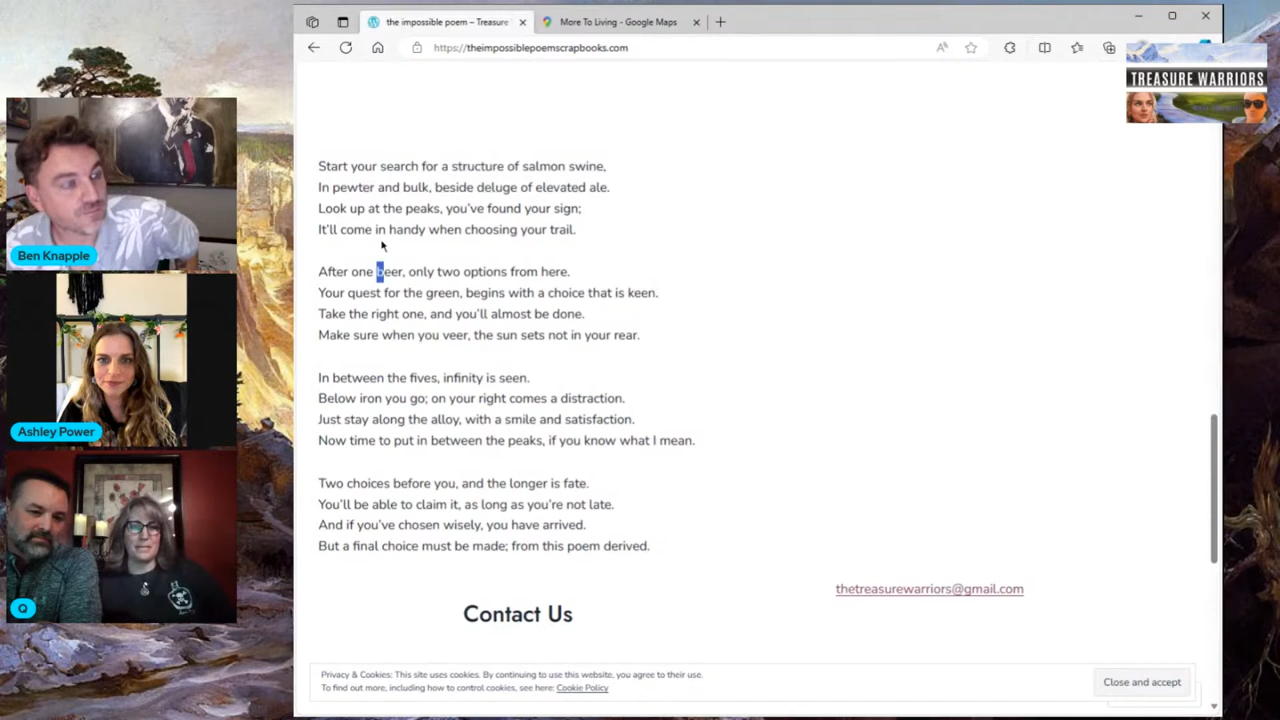 the impossible poem – Treasure
More To Living - Google Maps
https://theimpossiblepoemscrapbooks.com
TREASURE WARRIORS
Start your search for a structure of salmon swine,
In pewter and bulk, beside deluge of elevated ale.
Look up at the peaks, you've found your sign;
It'll come in handy when choosing your trail.
After one beer, only two options from here.
Your quest for the green, begins with a choice that is keen.
Take the right one, and you'll almost be done.
Make sure when you veer, the sun sets not in your rear.
In between the fives, infinity is seen.
Below iron you go; on your right comes a distraction.
Just stay along the alloy, with a smile and satisfaction.
Now time to put in between the peaks, if you know what I mean.
Two choices before you, and the longer is fate.
You'll be able to claim it, as long as you're not late.
And if you've chosen wisely, you have arrived.
But a final choice must be made; from this poem derived.
thetreasurewarriors@gmail.com
Contact Us
Privacy & Cookies: This site uses cookies. By continuing to use this website, you agree to their use.
To find out more, including how to control cookies, see here: Cookie Policy
Close and accept
Ben Knapple
Ashley Power
Q